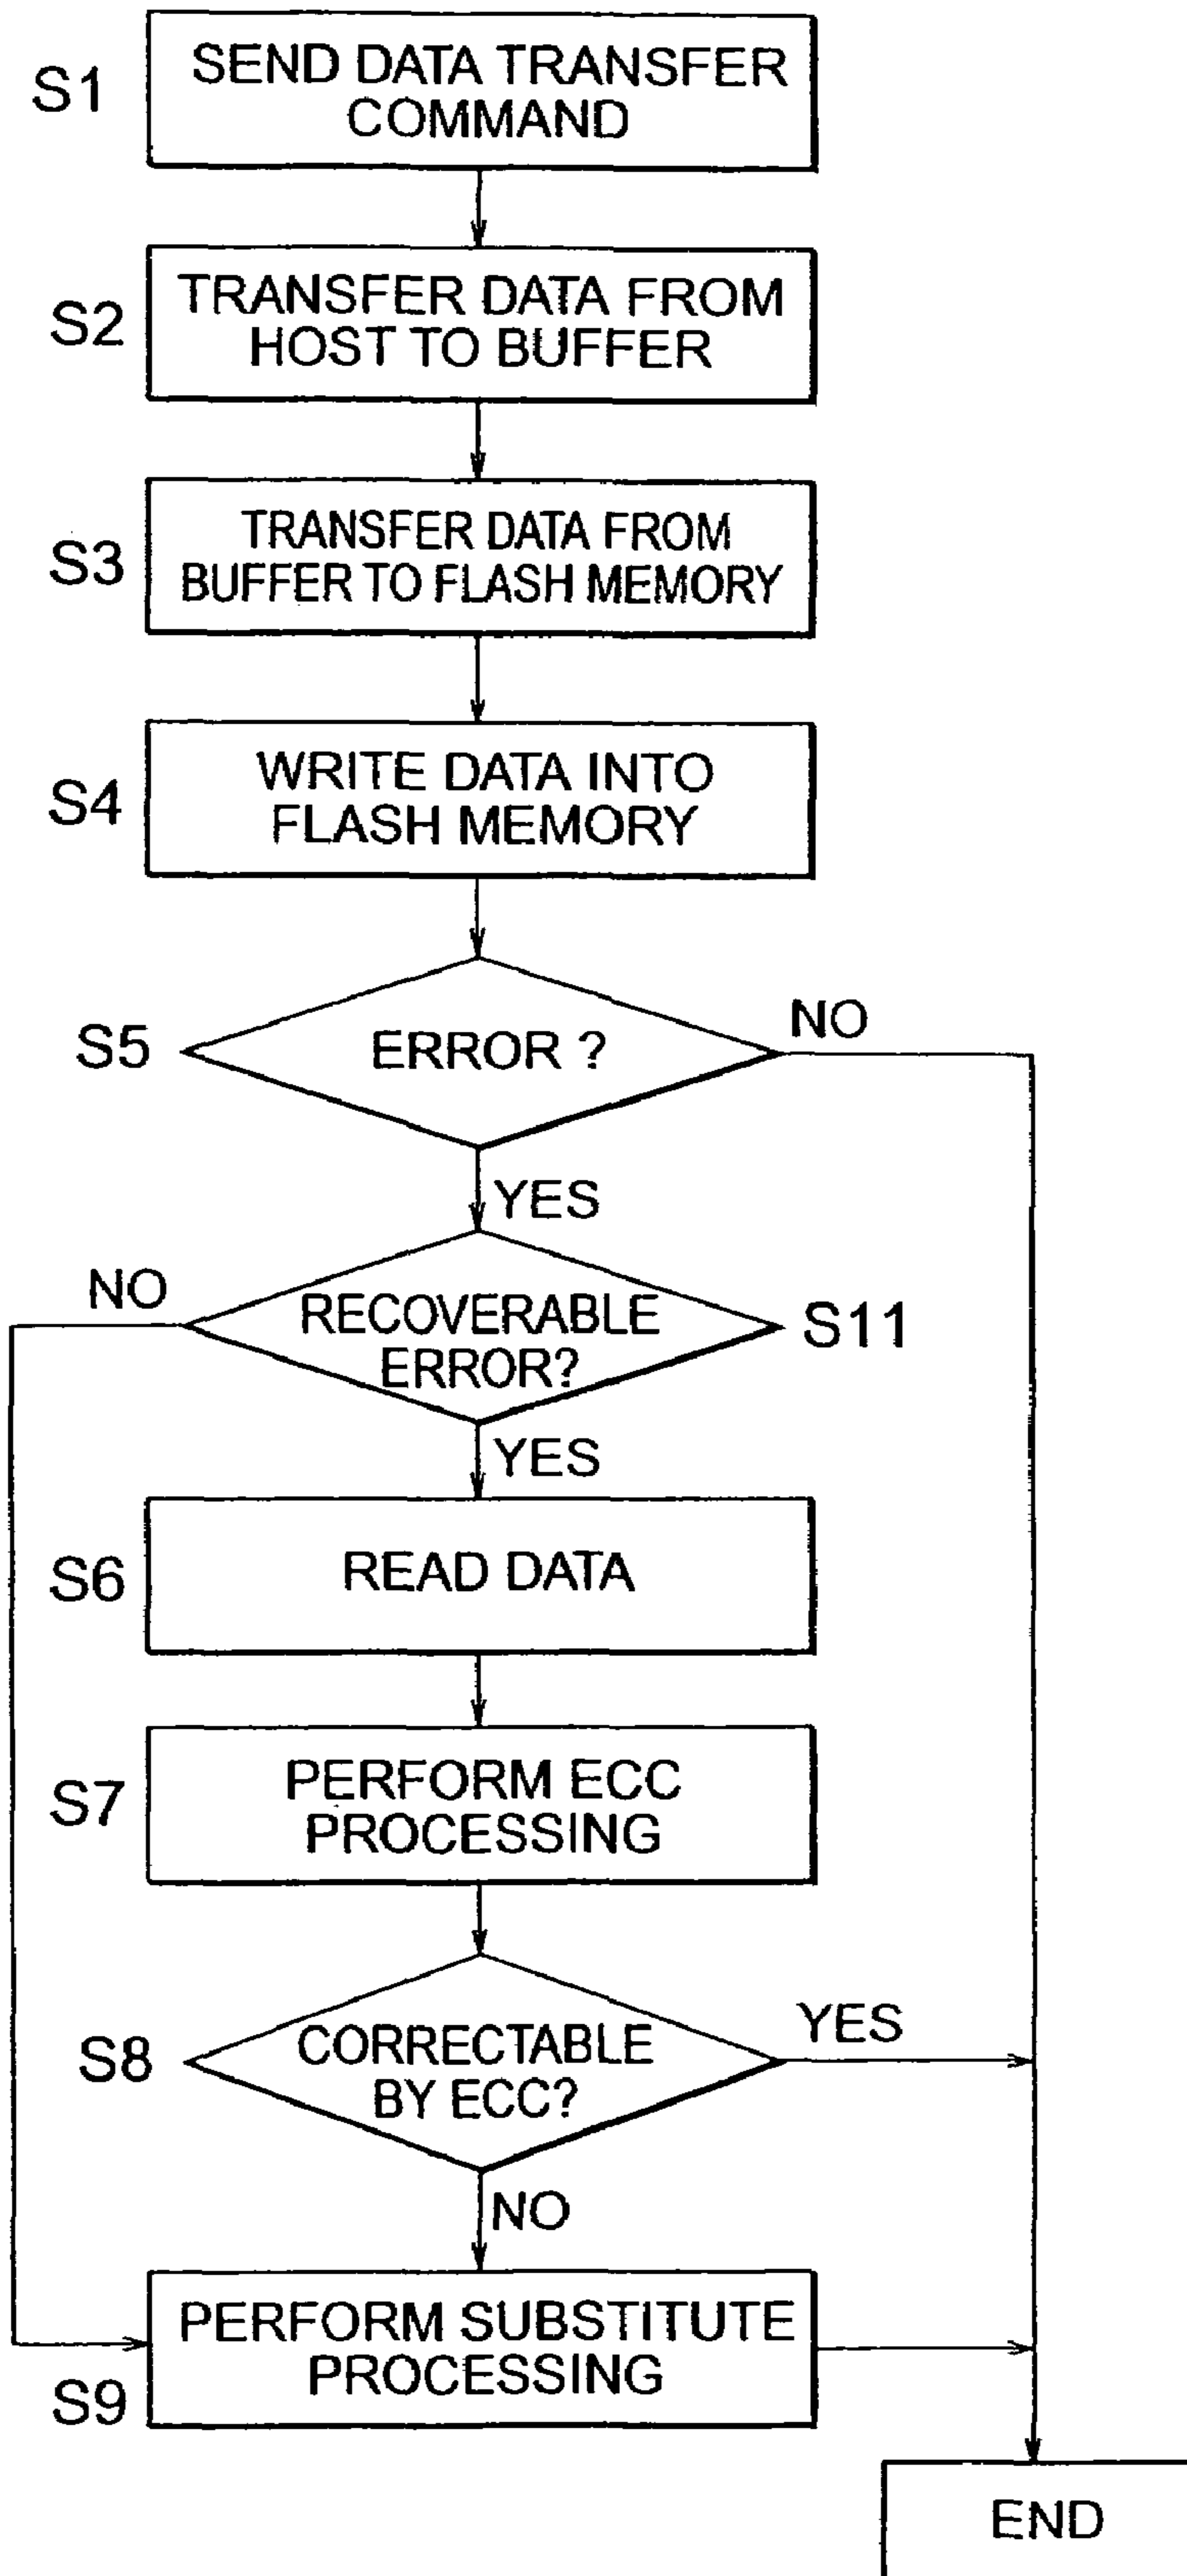 S1
SEND DATA TRANSFER
COMMAND
S2
TRANSFER DATA FROM
HOST TO BUFFER
S3
TRANSFER DATA FROM
BUFFER TO FLASH MEMORY
S4
WRITE DATA INTO
FLASH MEMORY
S5
ERROR ?
NO
YES
NO
RECOVERABLE
ERROR?
S11
YES
S6
READ DATA
S7
PERFORM ECC
PROCESSING
S8
CORRECTABLE
BY ECC?
YES
NO
S9
PERFORM SUBSTITUTE
PROCESSING
END